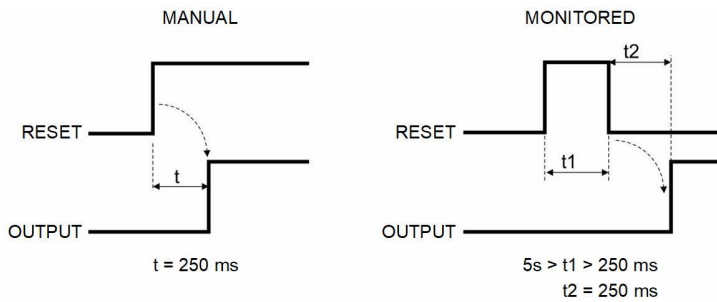 MANUAL
RESET
t
OUTPUT
t = 250 ms
MONITORED
t2
RESET
t1
OUTPUT
5s > t1 > 250 ms
t2 = 250 ms